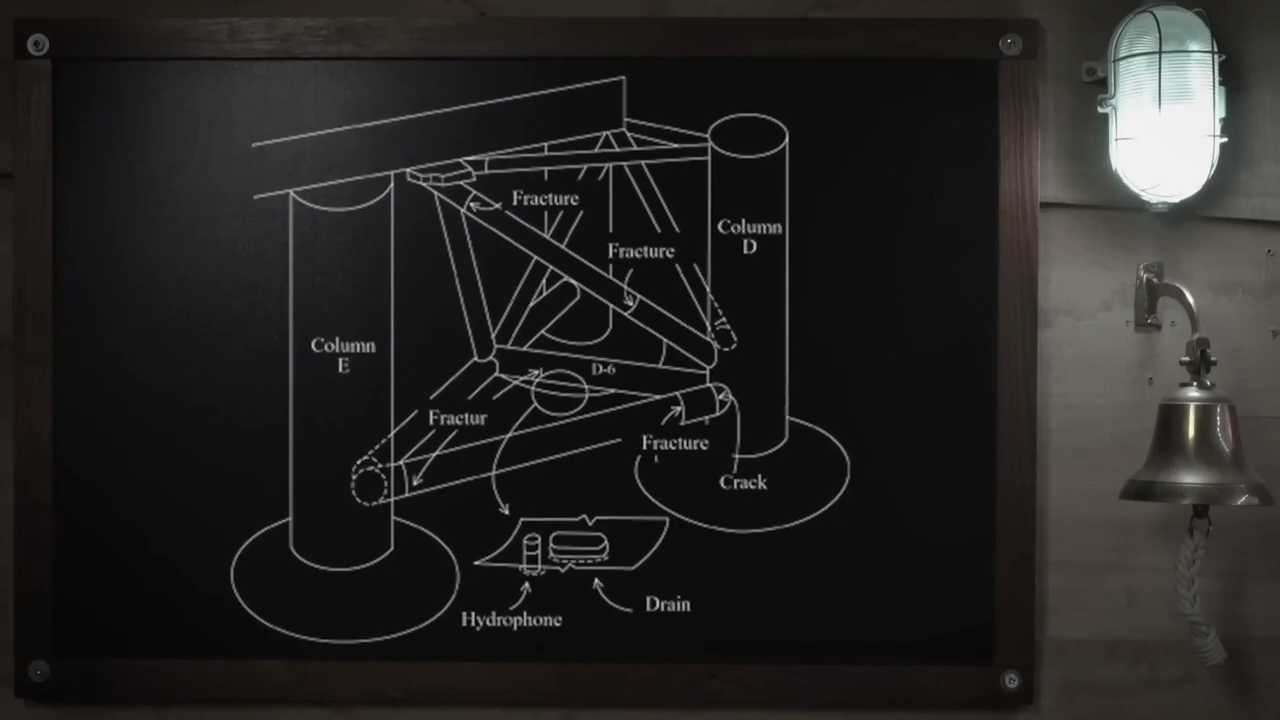 Fracture
Fracture
Column
D
Column
E
D-6
Fractur
Fracture
Crack
Drain
Hydrophone